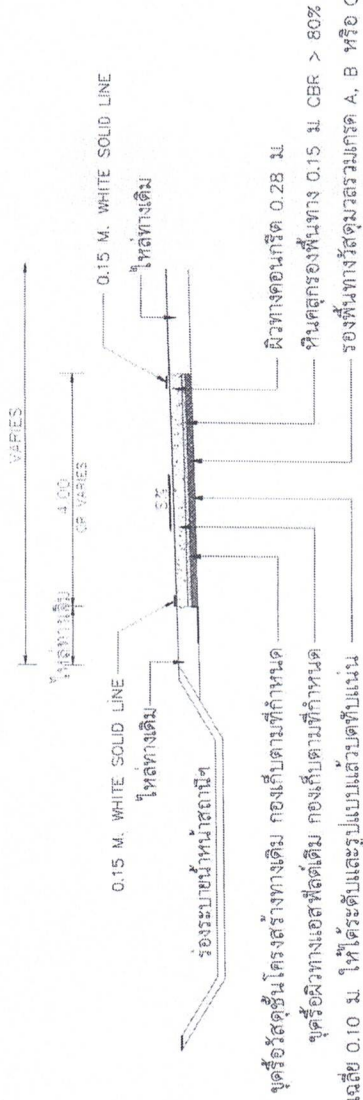 VARIES
ไหล่ทางเดิม
4.00
OR VARIES
0.15 M. WHITE SOLID LINE
ไหล่ทางเดิม
0.15 M. WHITE SOLID LINE
ไหล่ทางเดิม
ร่องระบายน้ำหน้าสถานีฯ
ผิวทางคอนกรีต 0.28 ม.
หินคลุกรองพื้นทาง 0.15 ม. CBR > 80%
รองพื้นทางวัสดุมวลรวมเกรด A, B หรือ C
ขุดรื้อวัสดุชั้นโครงสร้างทางเดิม กองเก็บตามที่กำหนด
ขุดรื้อผิวทางแอสฟัลต์เดิม กองเก็บตามที่กำหนด
เฉลี่ย 0.10 ม. ให้ได้ระดับและรูปแบบแล้วบดทับแน่น